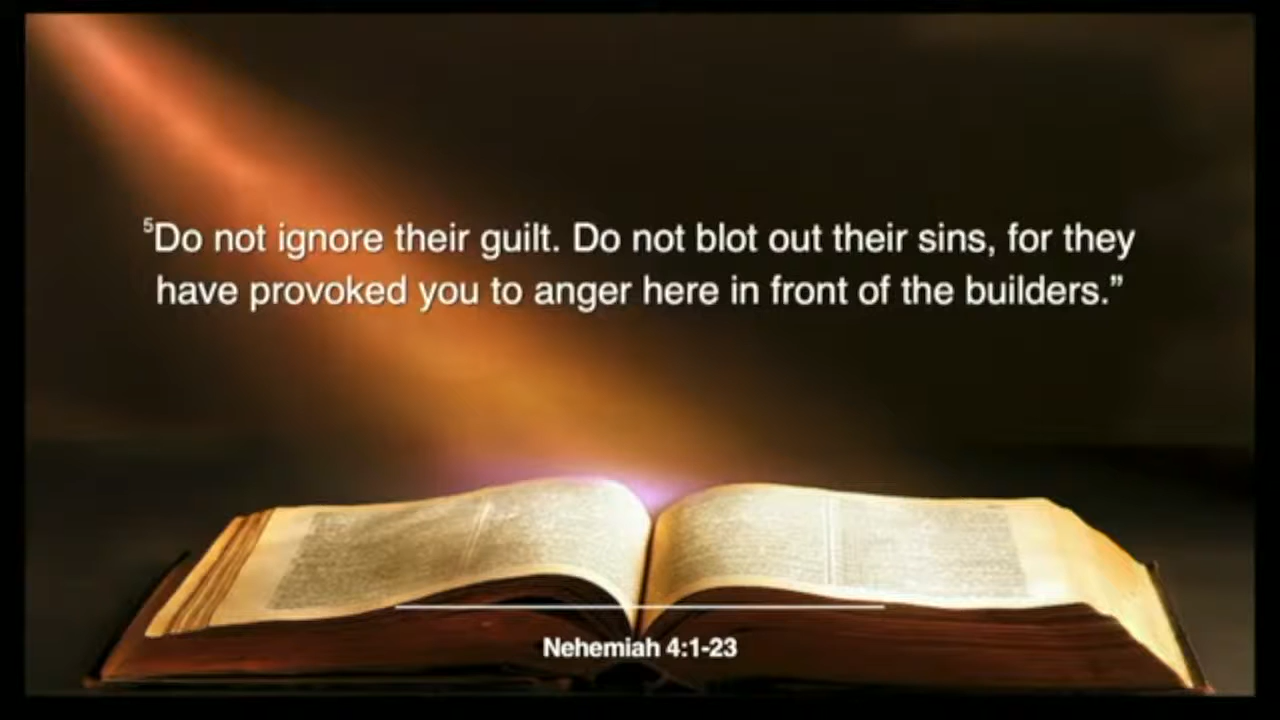 ⁵Do not ignore their guilt. Do not blot out their sins, for they
have provoked you to anger here in front of the builders.”
Nehemiah 4:1-23